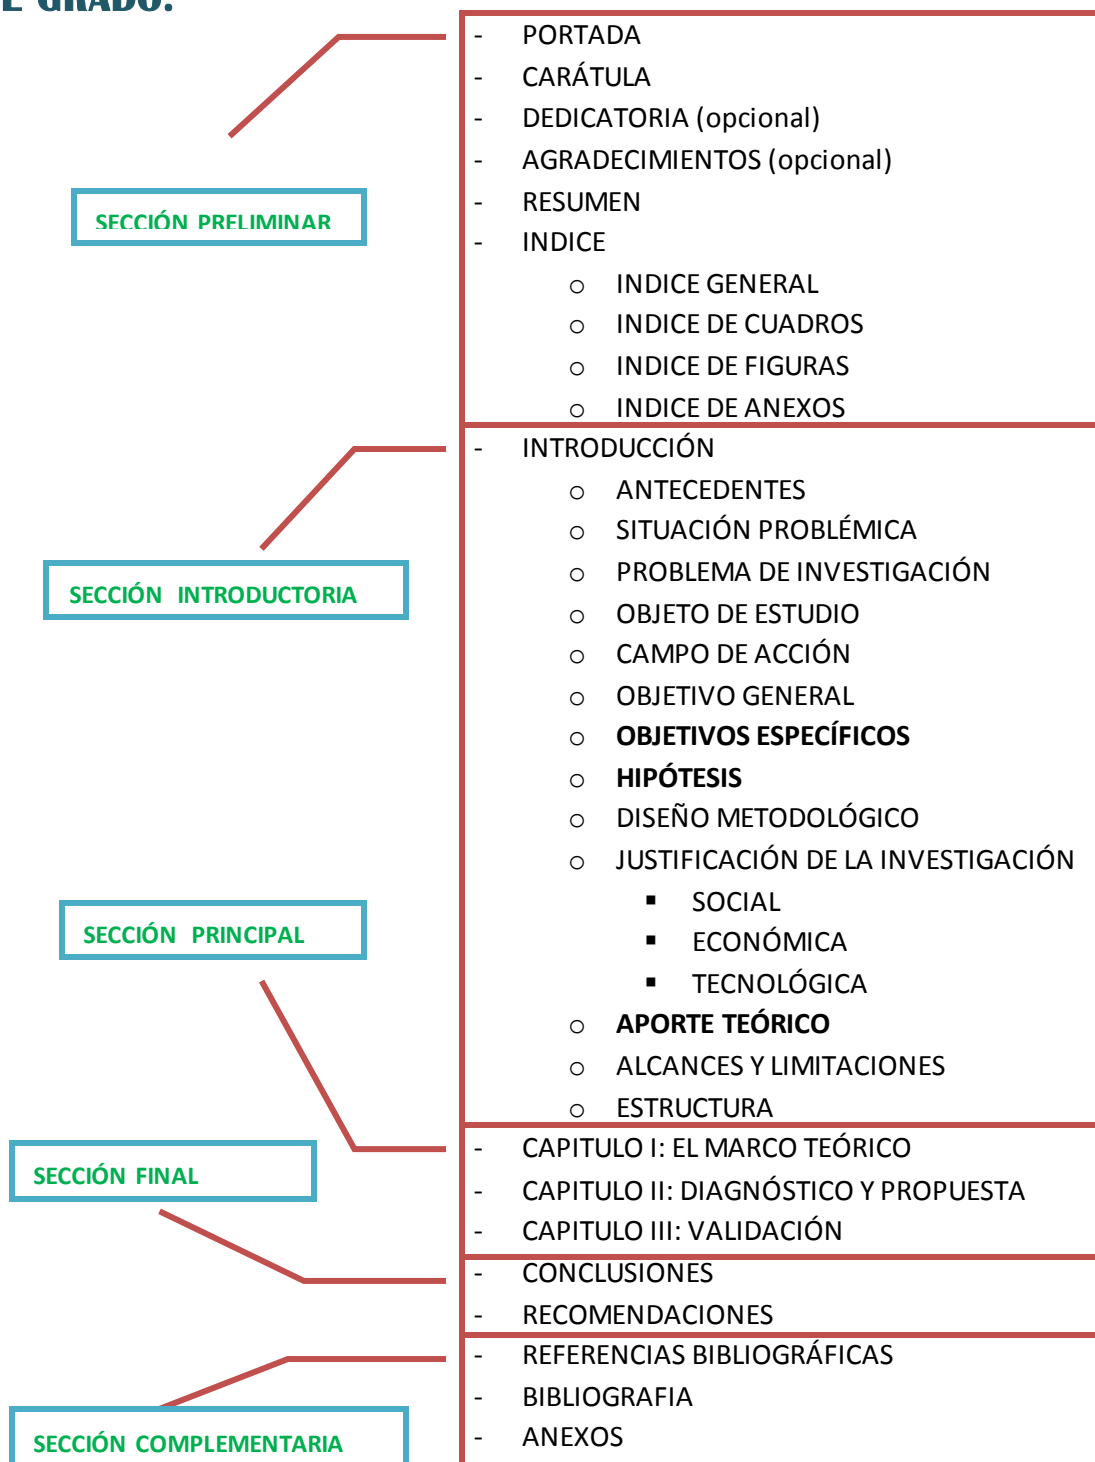 E GRADO.
- PORTADA
- CARÁTULA
- DEDICATORIA (opcional)
- AGRADECIMIENTOS (opcional)
SECCIÓN PRELIMINAR
- RESUMEN
- INDICE
o INDICE GENERAL
o INDICE DE CUADROS
o INDICE DE FIGURAS
o INDICE DE ANEXOS
- INTRODUCCIÓN
o ANTECEDENTES
o SITUACIÓN PROBLÉMICA
o PROBLEMA DE INVESTIGACIÓN
SECCIÓN INTRODUCTORIA
o OBJETO DE ESTUDIO
o CAMPO DE ACCIÓN
o OBJETIVO GENERAL
o OBJETIVOS ESPECÍFICOS
o HIPÓTESIS
o DISEÑO METODOLÓGICO
o JUSTIFICACIÓN DE LA INVESTIGACIÓN
▪ SOCIAL
SECCIÓN PRINCIPAL
▪ ECONÓMICA
▪ TECNOLÓGICA
o APORTE TEÓRICO
o ALCANCES Y LIMITACIONES
o ESTRUCTURA
- CAPITULO I: EL MARCO TEÓRICO
SECCIÓN FINAL
- CAPITULO II: DIAGNÓSTICO Y PROPUESTA
- CAPITULO III: VALIDACIÓN
- CONCLUSIONES
- RECOMENDACIONES
- REFERENCIAS BIBLIOGRÁFICAS
- BIBLIOGRAFIA
- ANEXOS
SECCIÓN COMPLEMENTARIA